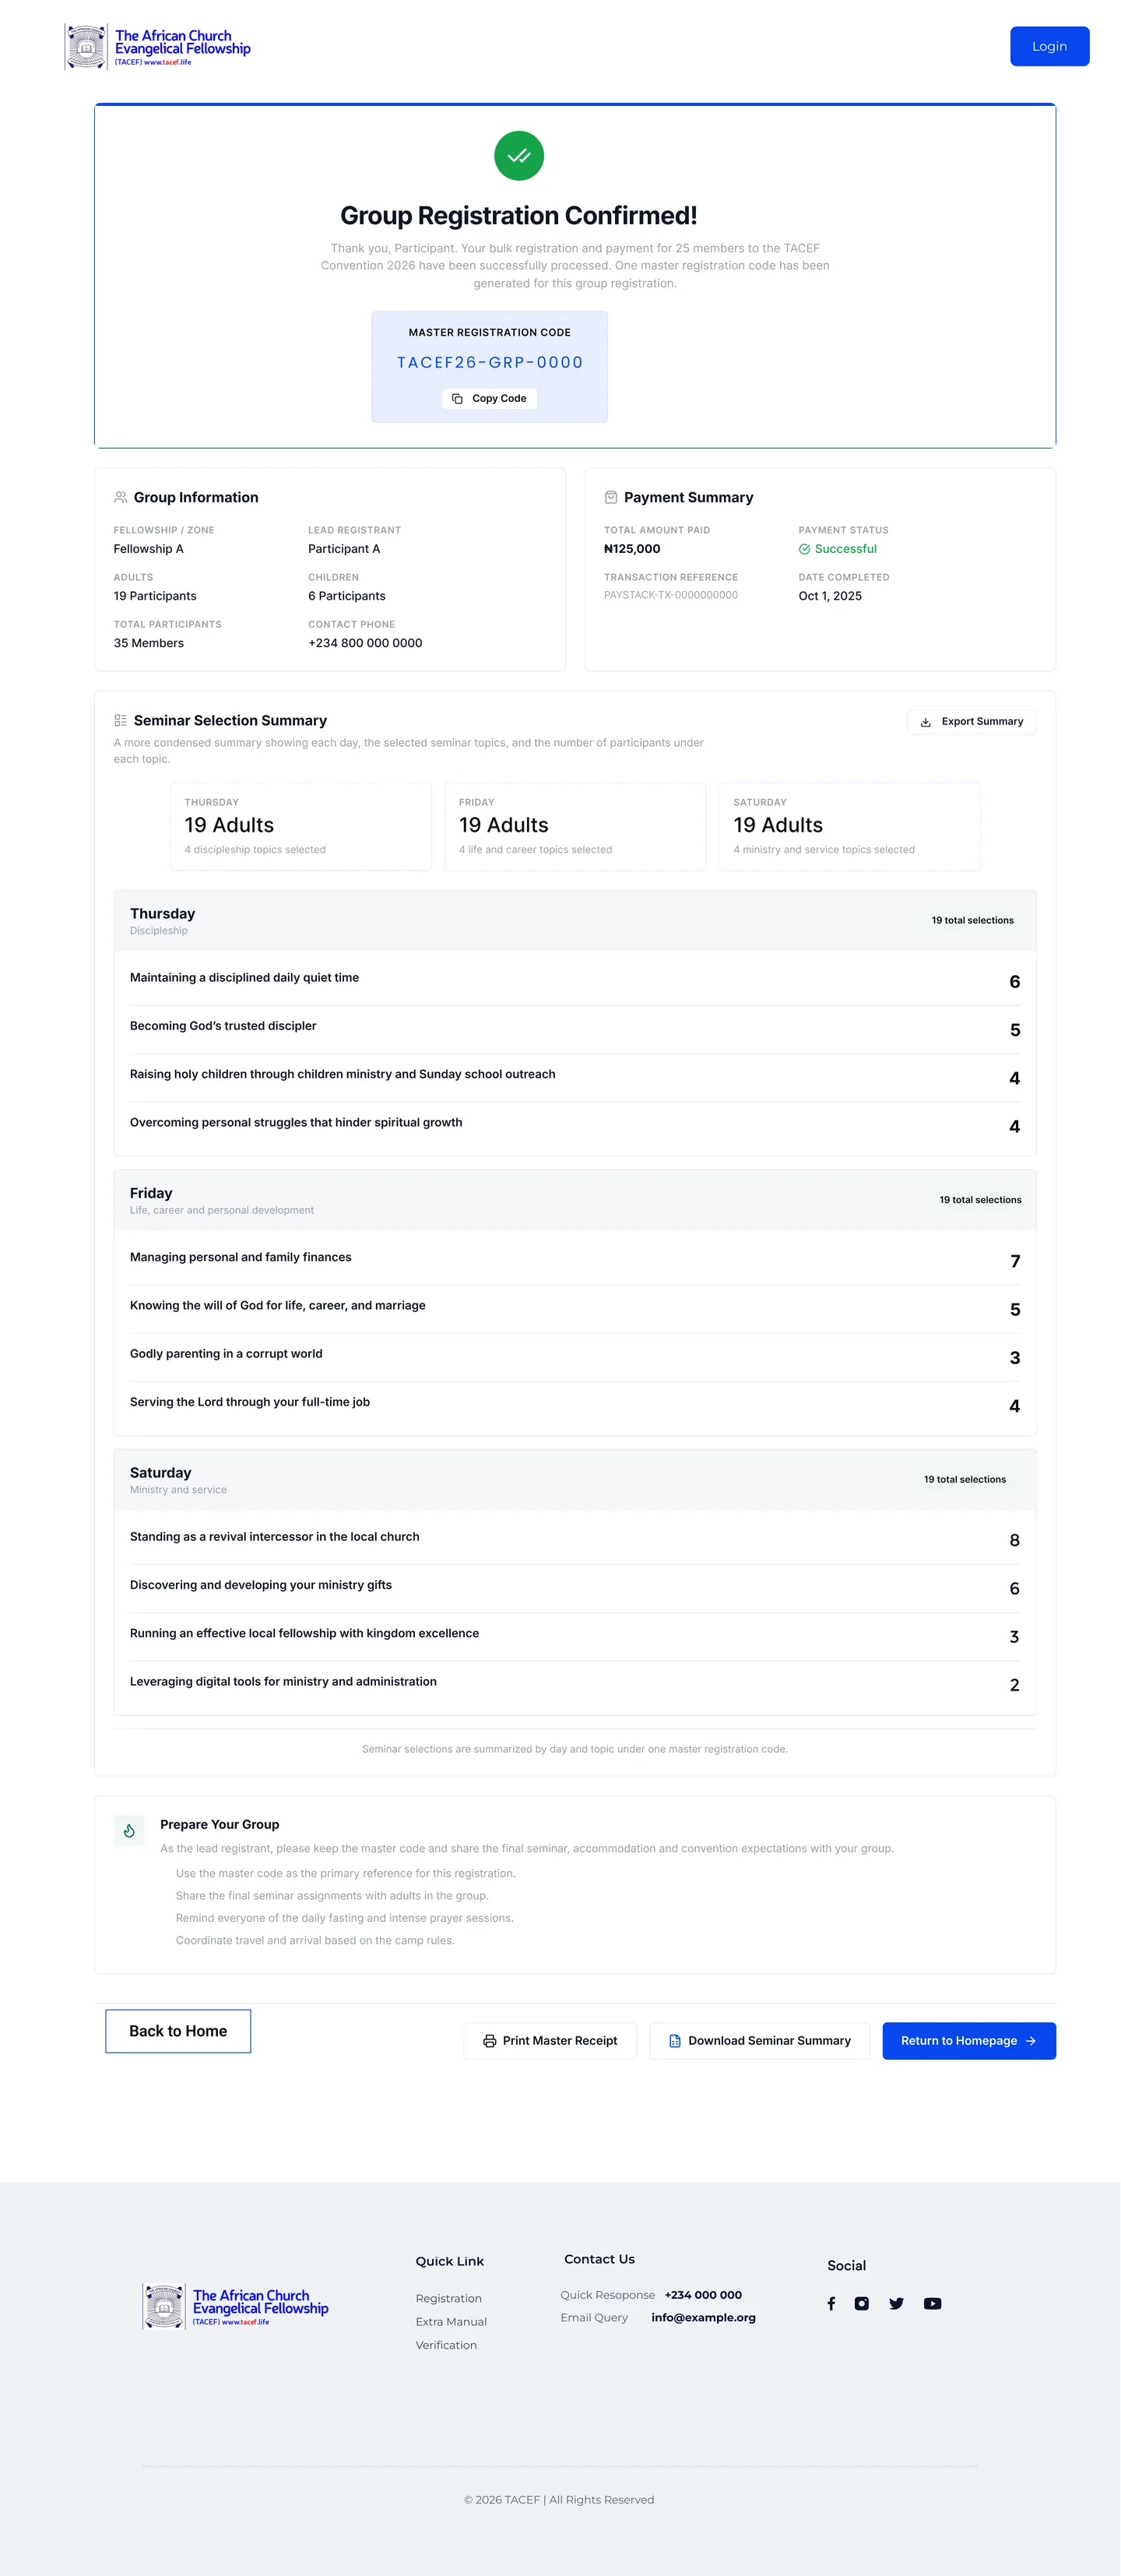 The African Church
Evangelical Fellowship
(TACEF) www.tacef.life
Login
Group Registration Confirmed!
Thank you, Participant. Your bulk registration and payment for 25 members to the TACEF
Convention 2026 have been successfully processed. One master registration code has been
generated for this group registration.
MASTER REGISTRATION CODE
TACEF26-GRP-0000
Copy Code
Group Information
FELLOWSHIP / ZONE
Fellowship A
LEAD REGISTRANT
Participant A
ADULTS
19 Participants
CHILDREN
6 Participants
TOTAL PARTICIPANTS
35 Members
CONTACT PHONE
+234 800 000 0000
Payment Summary
TOTAL AMOUNT PAID
₦125,000
PAYMENT STATUS
Successful
TRANSACTION REFERENCE
PAYSTACK-TX-0000000000
DATE COMPLETED
Oct 1, 2025
Seminar Selection Summary
Export Summary
A more condensed summary showing each day, the selected seminar topics, and the number of participants under
each topic.
THURSDAY
19 Adults
4 discipleship topics selected
FRIDAY
19 Adults
4 life and career topics selected
SATURDAY
19 Adults
4 ministry and service topics selected
Thursday
Discipleship
19 total selections
Maintaining a disciplined daily quiet time 6
Becoming God’s trusted discipler 5
Raising holy children through children ministry and Sunday school outreach 4
Overcoming personal struggles that hinder spiritual growth 4
Friday
Life, career and personal development
19 total selections
Managing personal and family finances 7
Knowing the will of God for life, career, and marriage 5
Godly parenting in a corrupt world 3
Serving the Lord through your full-time job 4
Saturday
Ministry and service
19 total selections
Standing as a revival intercessor in the local church 8
Discovering and developing your ministry gifts 6
Running an effective local fellowship with kingdom excellence 3
Leveraging digital tools for ministry and administration 2
Seminar selections are summarized by day and topic under one master registration code.
Prepare Your Group
As the lead registrant, please keep the master code and share the final seminar, accommodation and convention expectations with your group.
Use the master code as the primary reference for this registration.
Share the final seminar assignments with adults in the group.
Remind everyone of the daily fasting and intense prayer sessions.
Coordinate travel and arrival based on the camp rules.
Back to Home
Print Master Receipt
Download Seminar Summary
Return to Homepage
The African Church
Evangelical Fellowship
(TACEF) www.tacef.life
Quick Link
Registration
Extra Manual
Verification
Contact Us
Quick Resoponse +234 000 000
Email Query info@example.org
Social
© 2026 TACEF | All Rights Reserved